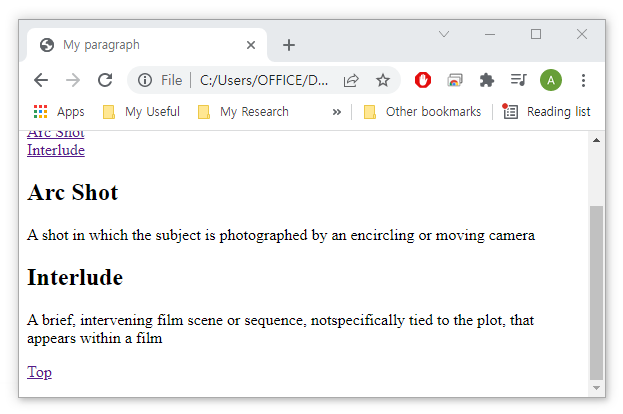 My paragraph
File C:/Users/OFFICE/D...
A
Apps My Useful My Research » Other bookmarks Reading list
Arc Shot
Interlude
Arc Shot
A shot in which the subject is photographed by an encircling or moving camera
Interlude
A brief, intervening film scene or sequence, notspecifically tied to the plot, that
appears within a film
Top